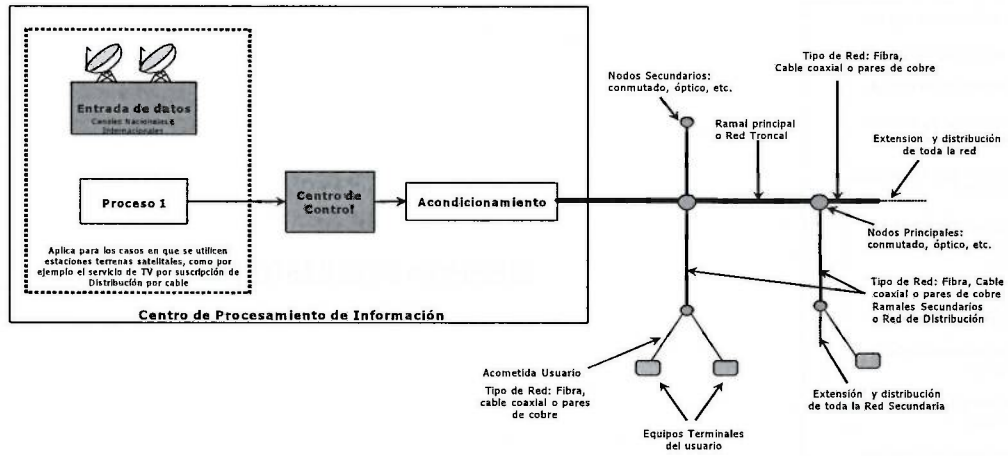 Entrada de datos
Canales Nacionales e
Internacionales
Proceso 1
Centro de
Control
Acondicionamiento
Aplica para los casos en que se utilicen
estaciones terrenas satelitales, como por
ejemplo el servicio de TV por suscripción de
Distribución por cable
Centro de Procesamiento de Información
Nodos Secundarios:
conmutado, óptico, etc.
Ramal principal
o Red Troncal
Tipo de Red: Fibra,
Cable coaxial o pares de cobre
Extension y distribución
de toda la red
Nodos Principales:
conmutado, óptico, etc.
Tipo de Red: Fibra, Cable
coaxial o pares de cobre
Ramales Secundarios
o Red de Distribución
Acometida Usuario
Tipo de Red: Fibra,
cable coaxial o pares
de cobre
Equipos Terminales
del usuario
Extensión y distribución
de toda la Red Secundaria